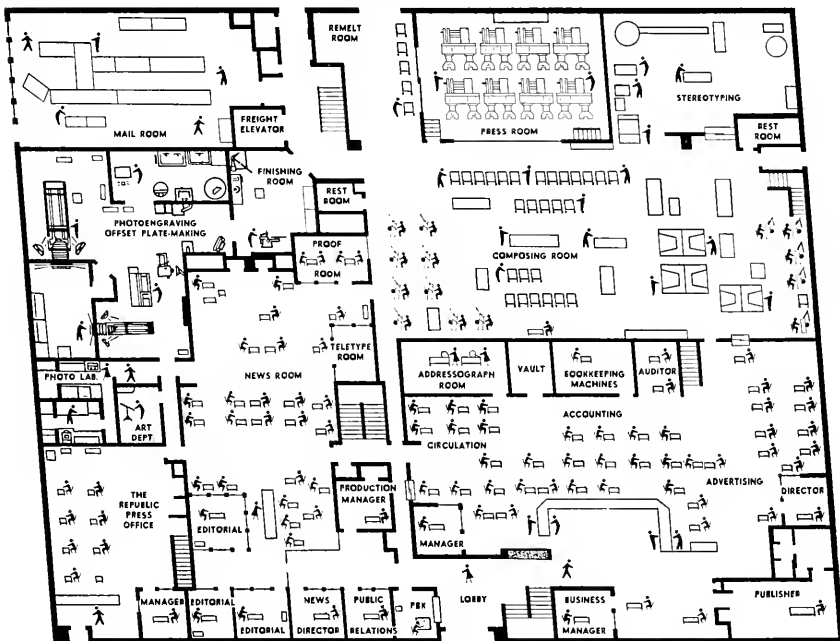 REMELT
ROOM
MAIL ROOM
FREIGHT
ELEVATOR
PRESS ROOM
STEREOTYPING
REST
ROOM
FINISHING
ROOM
REST
ROOM
PHOTOENGRAVING
OFFSET PLATE-MAKING
PROOF
ROOM
COMPOSING ROOM
TELETYPE
ROOM
NEWS ROOM
PHOTO LAB.
ART
DEPT.
ADDRESSOGRAPH
ROOM
VAULT
BOOKKEEPING
MACHINES
AUDITOR
ACCOUNTING
CIRCULATION
ADVERTISING
DIRECTOR
THE
REPUBLIC
PRESS
OFFICE
EDITORIAL
PRODUCTION
MANAGER
MANAGER
LOBBY
PUBLISHER
MANAGER
EDITORIAL
EDITORIAL
NEWS
DIRECTOR
PUBLIC
RELATIONS
PBX
BUSINESS
MANAGER